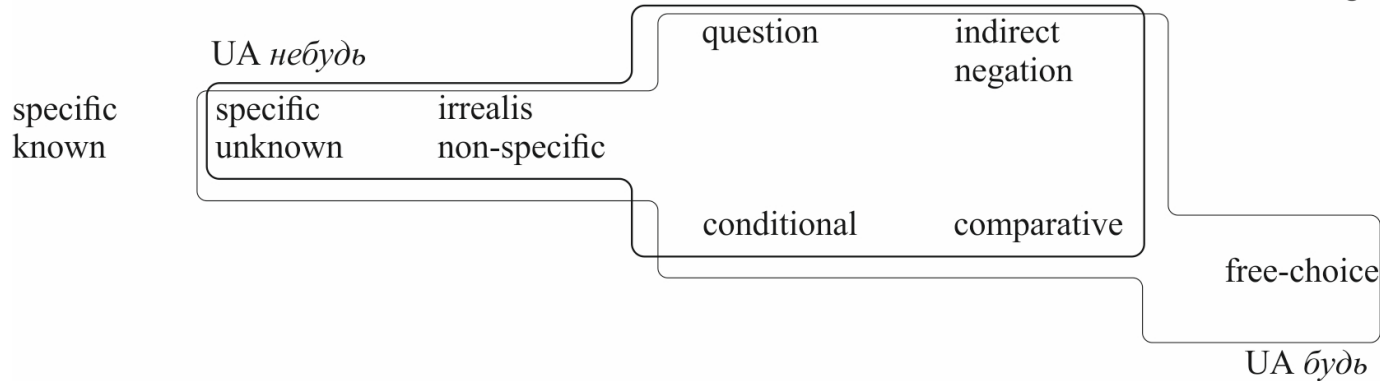 question
indirect
negation
UA небудь
specific
known
specific
unknown
irrealis
non-specific
conditional
comparative
free-choice
UA будь